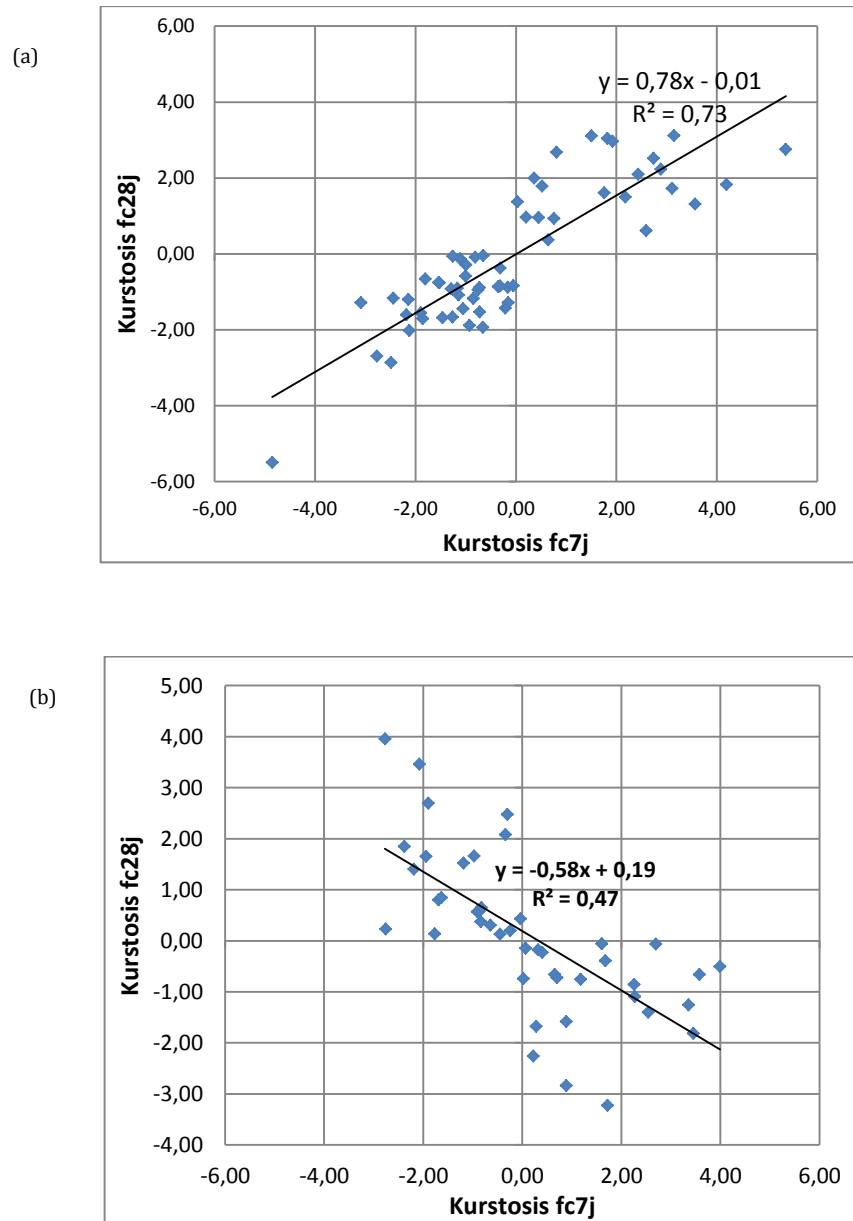 (a)
6,00
4,00
2,00
0,00
-2,00
-4,00
-6,00
y = 0,78x - 0,01
R² = 0,73
Kurstosis fc28j
-6,00 -4,00 -2,00 0,00 2,00 4,00 6,00
Kurstosis fc7j
(b)
5,00
4,00
3,00
2,00
1,00
0,00
-1,00
-2,00
-3,00
-4,00
y = -0,58x + 0,19
R² = 0,47
Kurstosis fc28j
-6,00 -4,00 -2,00 0,00 2,00 4,00 6,00
Kurstosis fc7j